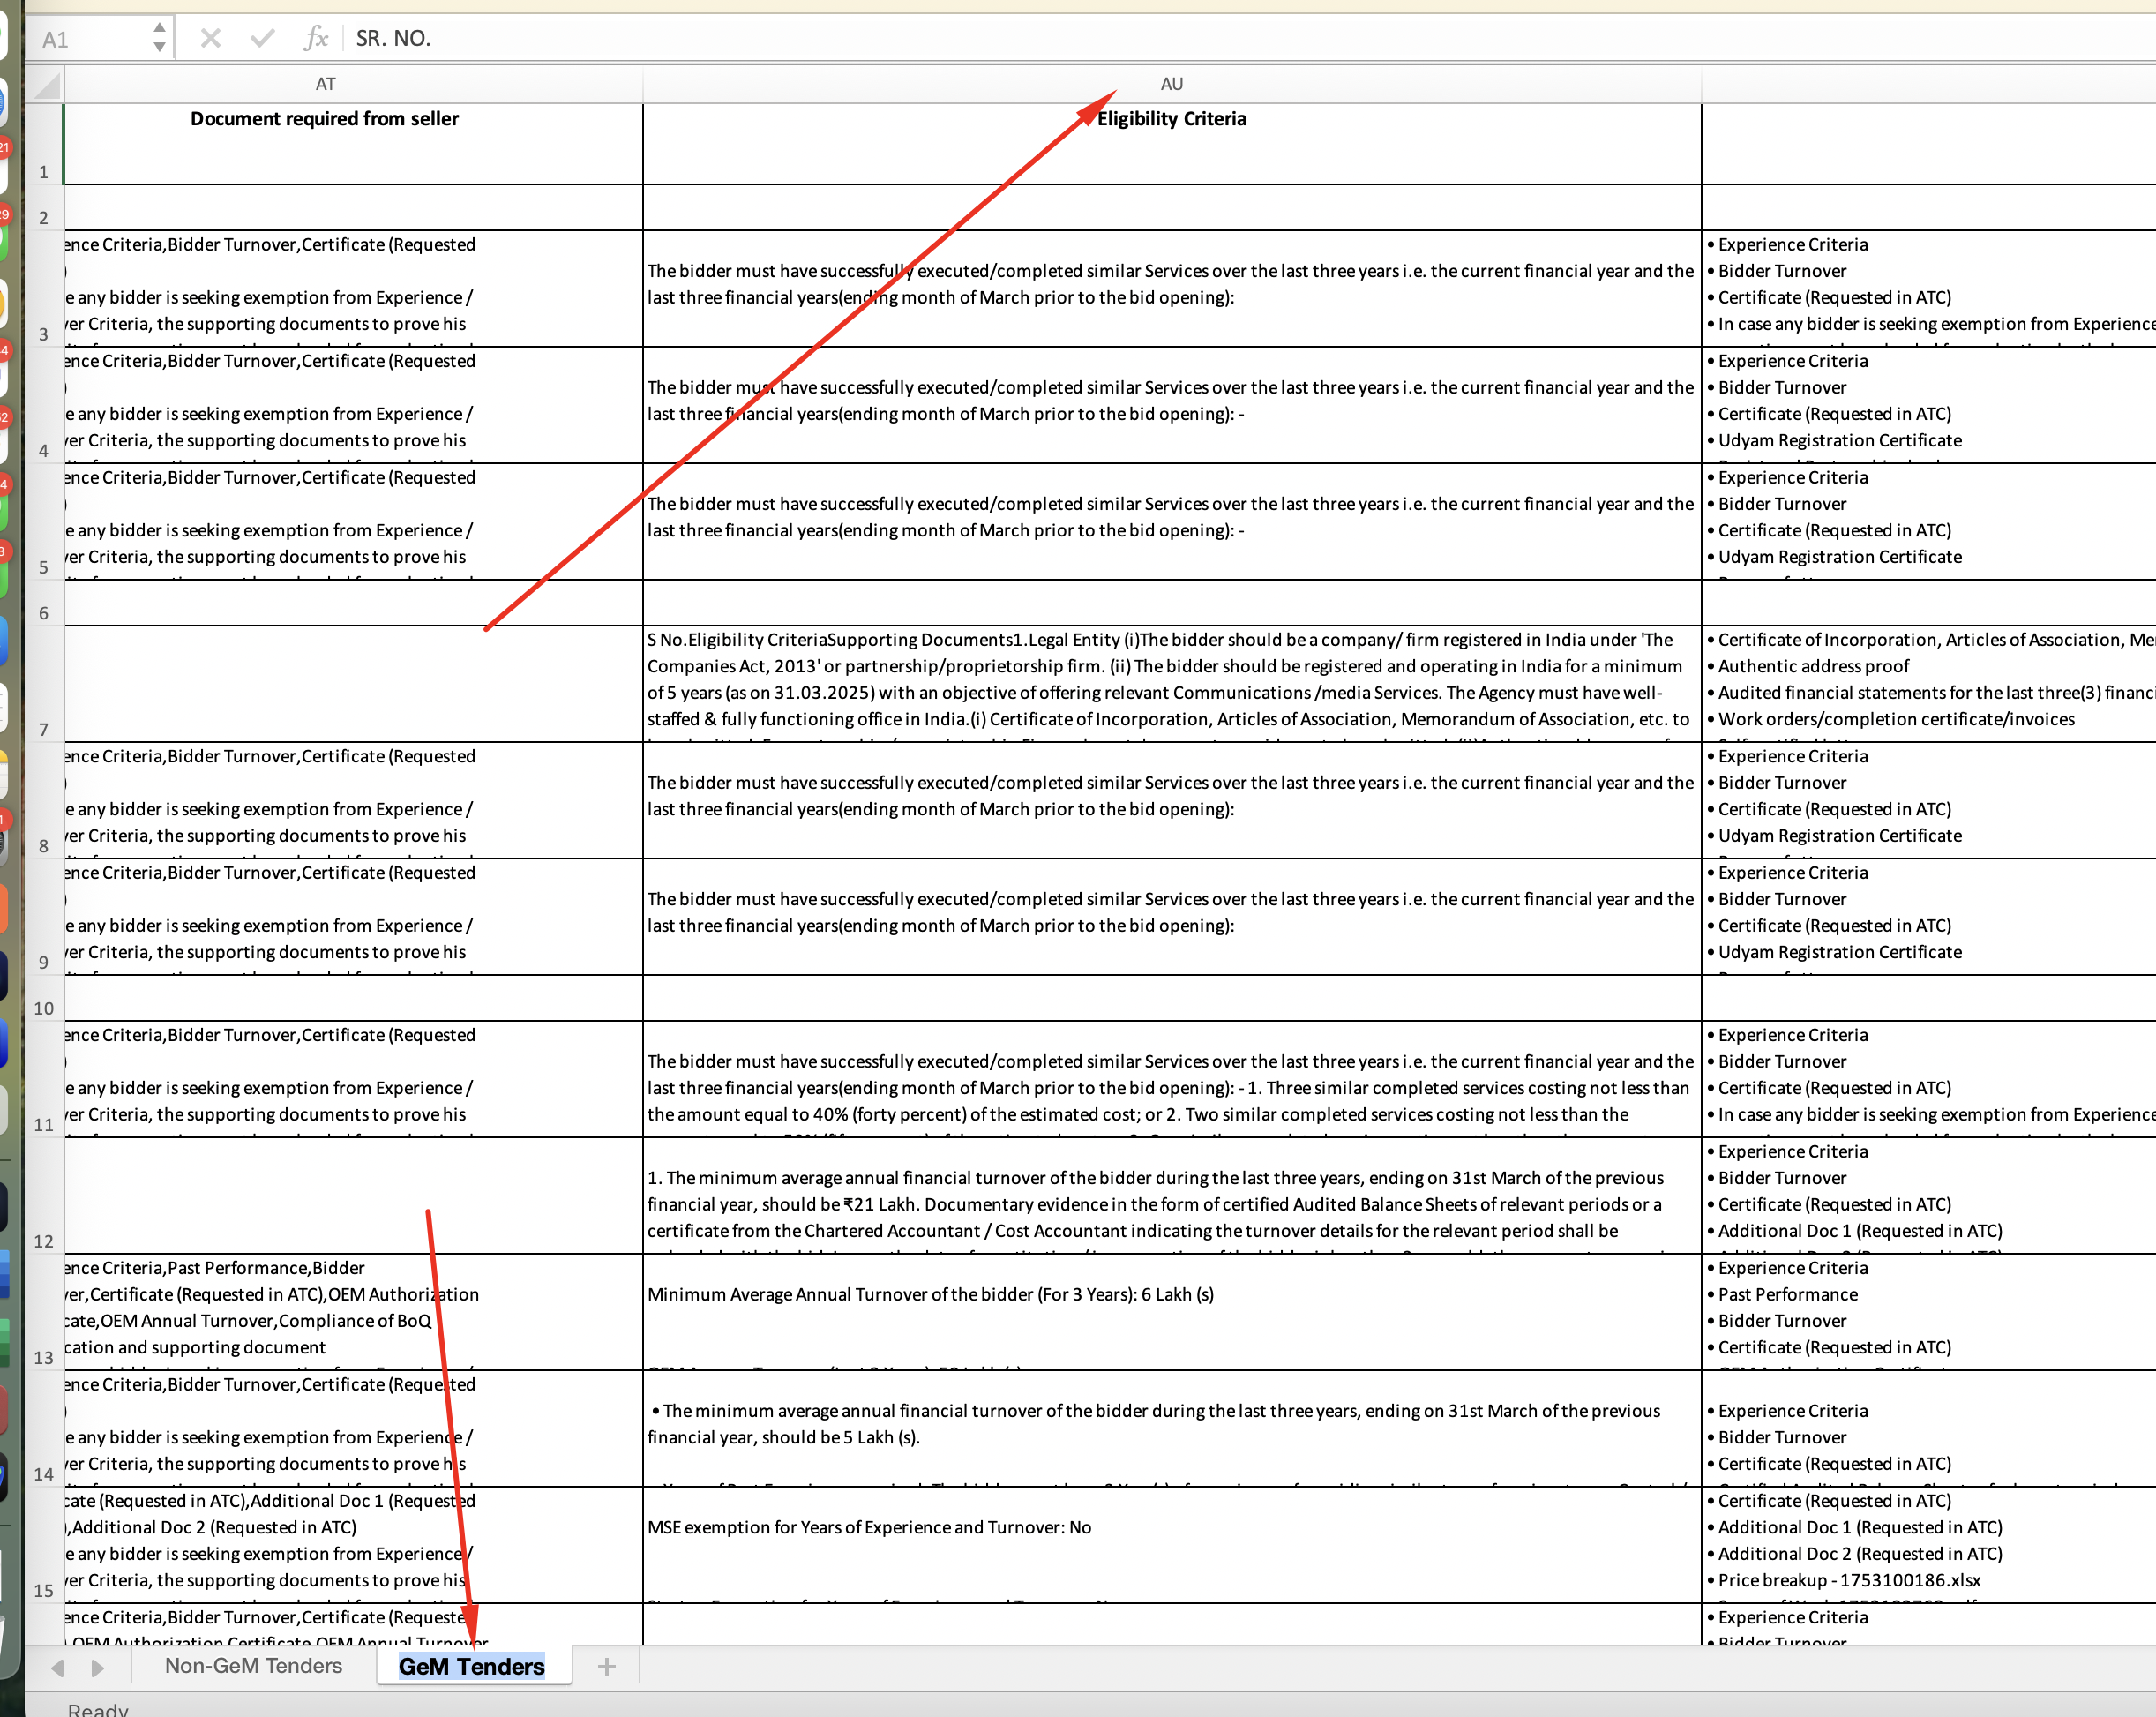 A1
fx
SR. NO.
AT
AU
Document required from seller
Eligibility Criteria
1
2
3
ence Criteria,Bidder Turnover,Certificate (Requested
)
e any bidder is seeking exemption from Experience /
er Criteria, the supporting documents to prove his
The bidder must have successfully executed/completed similar Services over the last three years i.e. the current financial year and the
last three financial years(ending month of March prior to the bid opening):
• Experience Criteria
• Bidder Turnover
• Certificate (Requested in ATC)
• In case any bidder is seeking exemption from Experience
4
ence Criteria,Bidder Turnover,Certificate (Requested
)
e any bidder is seeking exemption from Experience /
er Criteria, the supporting documents to prove his
The bidder must have successfully executed/completed similar Services over the last three years i.e. the current financial year and the
last three financial years(ending month of March prior to the bid opening): -
• Experience Criteria
• Bidder Turnover
• Certificate (Requested in ATC)
• Udyam Registration Certificate
5
ence Criteria,Bidder Turnover,Certificate (Requested
)
e any bidder is seeking exemption from Experience /
er Criteria, the supporting documents to prove his
The bidder must have successfully executed/completed similar Services over the last three years i.e. the current financial year and the
last three financial years(ending month of March prior to the bid opening): -
• Experience Criteria
• Bidder Turnover
• Certificate (Requested in ATC)
• Udyam Registration Certificate
6
7
S No.Eligibility CriteriaSupporting Documents1.Legal Entity (i)The bidder should be a company/ firm registered in India under 'The
Companies Act, 2013' or partnership/proprietorship firm. (ii) The bidder should be registered and operating in India for a minimum
of 5 years (as on 31.03.2025) with an objective of offering relevant Communications /media Services. The Agency must have well-
staffed & fully functioning office in India.(i) Certificate of Incorporation, Articles of Association, Memorandum of Association, etc. to
• Certificate of Incorporation, Articles of Association, Me
• Authentic address proof
• Audited financial statements for the last three(3) financi
• Work orders/completion certificate/invoices
8
ence Criteria,Bidder Turnover,Certificate (Requested
)
e any bidder is seeking exemption from Experience /
er Criteria, the supporting documents to prove his
The bidder must have successfully executed/completed similar Services over the last three years i.e. the current financial year and the
last three financial years(ending month of March prior to the bid opening):
• Experience Criteria
• Bidder Turnover
• Certificate (Requested in ATC)
• Udyam Registration Certificate
9
ence Criteria,Bidder Turnover,Certificate (Requested
)
e any bidder is seeking exemption from Experience /
er Criteria, the supporting documents to prove his
The bidder must have successfully executed/completed similar Services over the last three years i.e. the current financial year and the
last three financial years(ending month of March prior to the bid opening):
• Experience Criteria
• Bidder Turnover
• Certificate (Requested in ATC)
• Udyam Registration Certificate
10
11
ence Criteria,Bidder Turnover,Certificate (Requested
)
e any bidder is seeking exemption from Experience /
er Criteria, the supporting documents to prove his
The bidder must have successfully executed/completed similar Services over the last three years i.e. the current financial year and the
last three financial years(ending month of March prior to the bid opening): - 1. Three similar completed services costing not less than
the amount equal to 40% (forty percent) of the estimated cost; or 2. Two similar completed services costing not less than the
• Experience Criteria
• Bidder Turnover
• Certificate (Requested in ATC)
• In case any bidder is seeking exemption from Experience
12
1. The minimum average annual financial turnover of the bidder during the last three years, ending on 31st March of the previous
financial year, should be ₹21 Lakh. Documentary evidence in the form of certified Audited Balance Sheets of relevant periods or a
certificate from the Chartered Accountant / Cost Accountant indicating the turnover details for the relevant period shall be
• Experience Criteria
• Bidder Turnover
• Certificate (Requested in ATC)
• Additional Doc 1 (Requested in ATC)
13
ence Criteria,Past Performance,Bidder
er,Certificate (Requested in ATC),OEM Authorization
cate,OEM Annual Turnover,Compliance of BoQ
cation and supporting document
Minimum Average Annual Turnover of the bidder (For 3 Years): 6 Lakh (s)
• Experience Criteria
• Past Performance
• Bidder Turnover
• Certificate (Requested in ATC)
14
ence Criteria,Bidder Turnover,Certificate (Requested
)
e any bidder is seeking exemption from Experience /
er Criteria, the supporting documents to prove his
• The minimum average annual financial turnover of the bidder during the last three years, ending on 31st March of the previous
financial year, should be 5 Lakh (s).
• Experience Criteria
• Bidder Turnover
• Certificate (Requested in ATC)
15
cate (Requested in ATC),Additional Doc 1 (Requested
),Additional Doc 2 (Requested in ATC)
e any bidder is seeking exemption from Experience /
er Criteria, the supporting documents to prove his
MSE exemption for Years of Experience and Turnover: No
• Certificate (Requested in ATC)
• Additional Doc 1 (Requested in ATC)
• Additional Doc 2 (Requested in ATC)
• Price breakup - 1753100186.xlsx
ence Criteria,Bidder Turnover,Certificate (Requeste
),OEM Authorization Certificate,OEM Annual Turnover
• Experience Criteria
• Bidder Turnover
Non-GeM Tenders
GeM Tenders
+
Ready